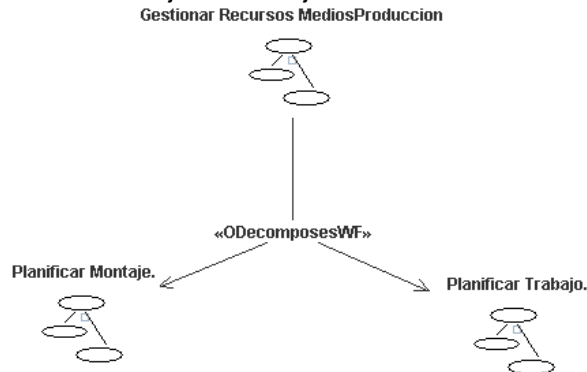 Gestionar Recursos MediosProduccion
«ODecomposesWF»
Planificar Montaje.
Planificar Trabajo.